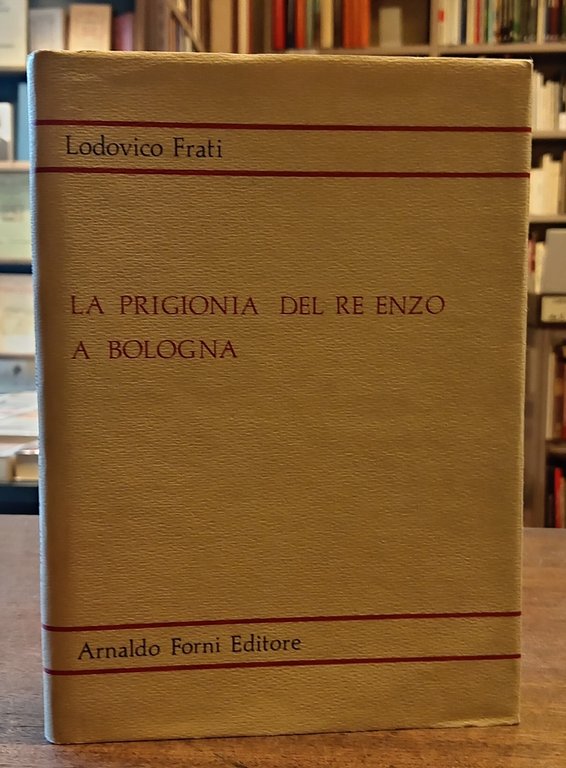 Lodovico Frati
LA PRIGIONIA DEL RE ENZO
A BOLOGNA
Arnaldo Forni Editore